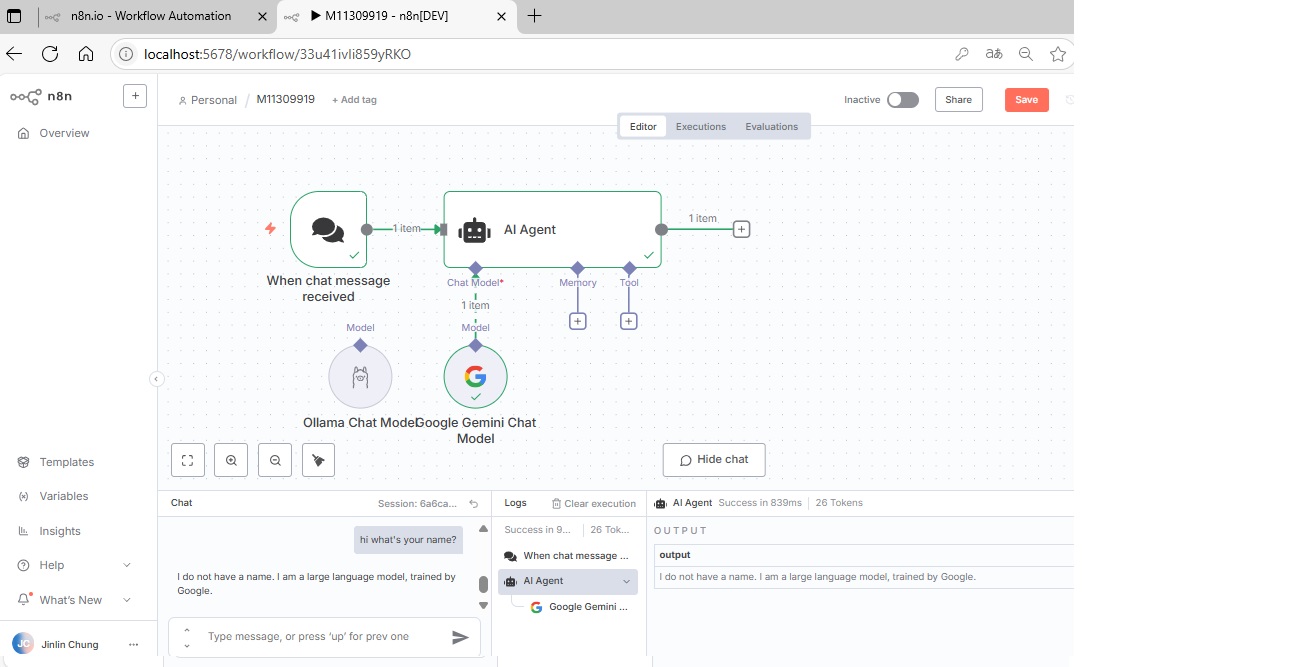 n8n.io - Workflow Automation
▶ M11309919 - n8n[DEV]
localhost:5678/workflow/33u41ivIi859yRKO
aあ
n8n
Personal / M11309919 + Add tag
Inactive
Share
Save
Overview
Editor Executions Evaluations
1 item
AI Agent
1 item
When chat message
received
Chat Model*
Memory
Tool
1 item
Model
Model
Ollama Chat Model
Google Gemini Chat
Model
Templates
Variables
Insights
Help
What's New
JC
Jinlin Chung
Hide chat
Chat
Session: 6a6ca...
hi what's your name?
I do not have a name. I am a large language model, trained by
Google.
Type message, or press 'up' for prev one
Logs
Clear execution
Success in 9... 26 Tok...
When chat message ...
AI Agent
Google Gemini ...
AI Agent Success in 839ms 26 Tokens
OUTPUT
output
I do not have a name. I am a large language model, trained by Google.